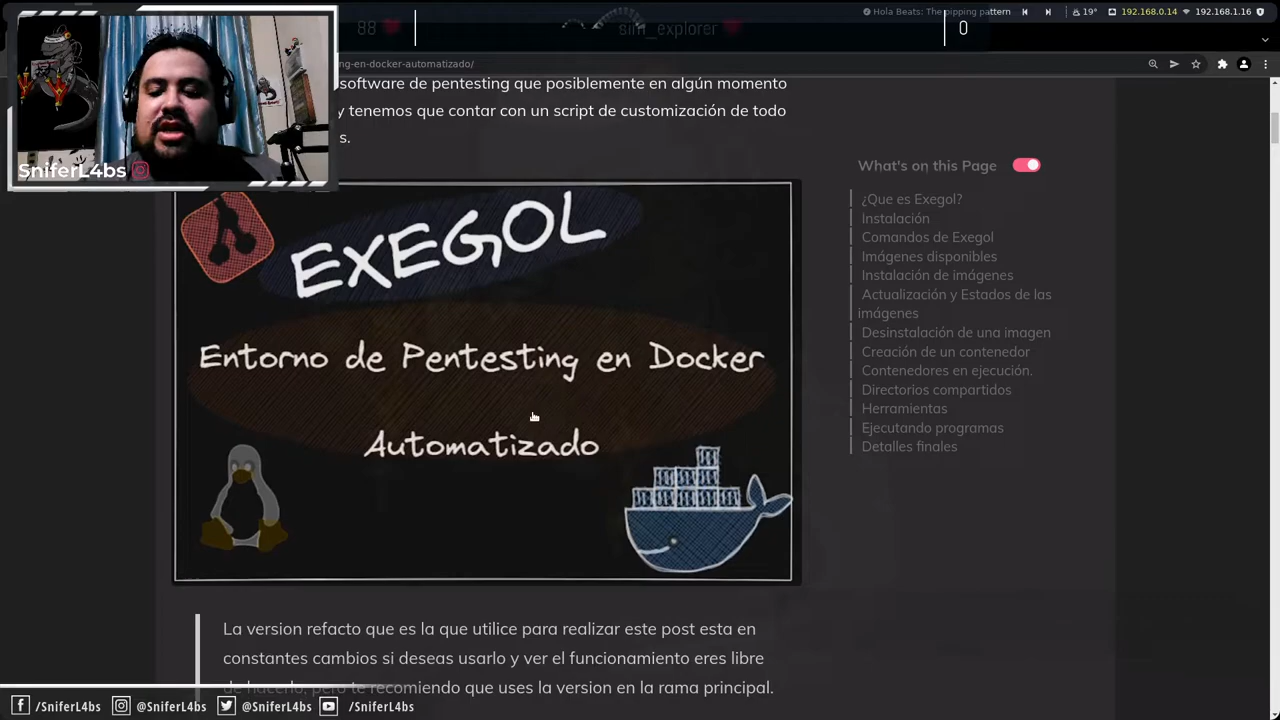 88
sim_explorer
0
Hola Beats: The pipping pattern
19°
192.168.0.14
192.168.1.16
ng-en-docker-automatizado/
software de pentesting que posiblemente en algún momento
y tenemos que contar con un script de customización de todo
s.
SniferL4bs
What's on this Page
¿Que es Exegol?
Instalación
Comandos de Exegol
Imágenes disponibles
Instalación de imágenes
Actualización y Estados de las
imágenes
Desinstalación de una imagen
Creación de un contenedor
Contenedores en ejecución.
Directorios compartidos
Herramientas
Ejecutando programas
Detalles finales
EXEGOL
Entorno de Pentesting en Docker
Automatizado
La version refacto que es la que utilice para realizar este post esta en
constantes cambios si deseas usarlo y ver el funcionamiento eres libre
de hacerlo, pero te recomiendo que uses la version en la rama principal.
/SniferL4bs
@SniferL4bs
@SniferL4bs
/SniferL4bs